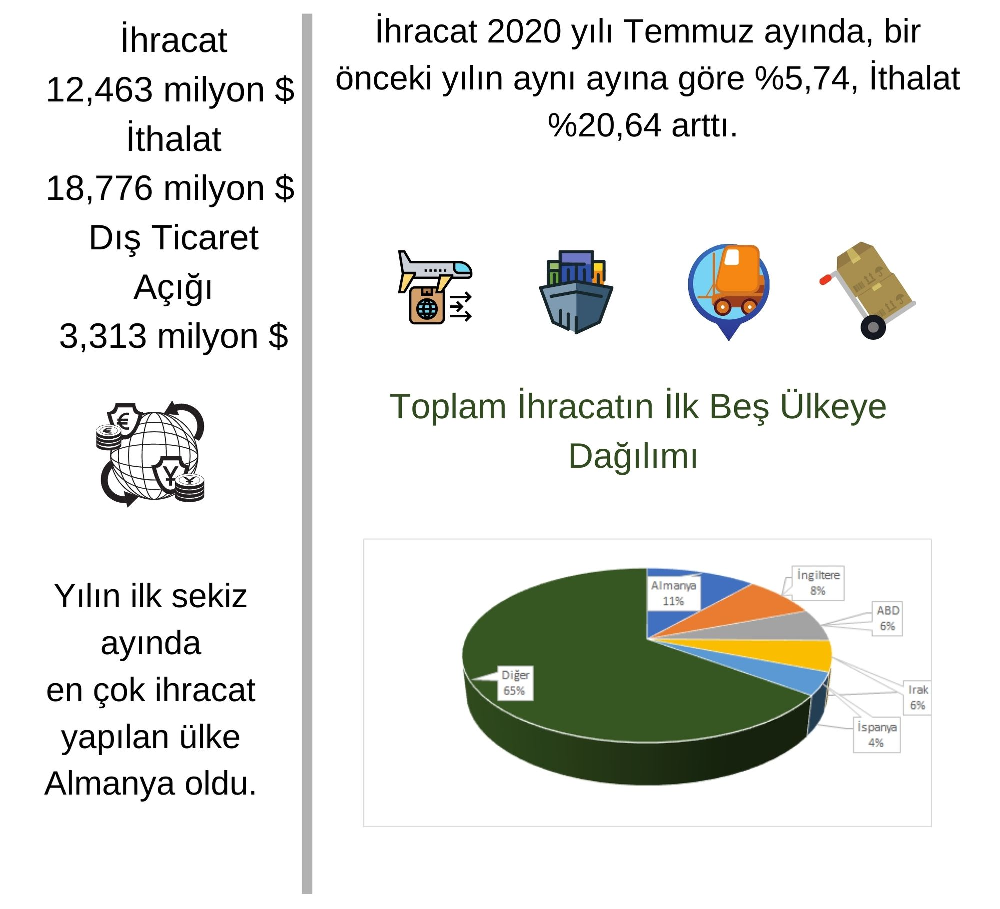 İhracat
12,463 milyon $
İthalat
18,776 milyon $
Dış Ticaret
Açığı
3,313 milyon $
Yılın ilk sekiz
ayında
en çok ihracat
yapılan ülke
Almanya oldu.
İhracat 2020 yılı Temmuz ayında, bir
önceki yılın aynı ayına göre %5,74, İthalat
%20,64 arttı.
Toplam İhracatın İlk Beş Ülkeye
Dağılımı
Almanya
11%
İngiltere
8%
ABD
6%
Irak
6%
İspanya
4%
Diğer
65%